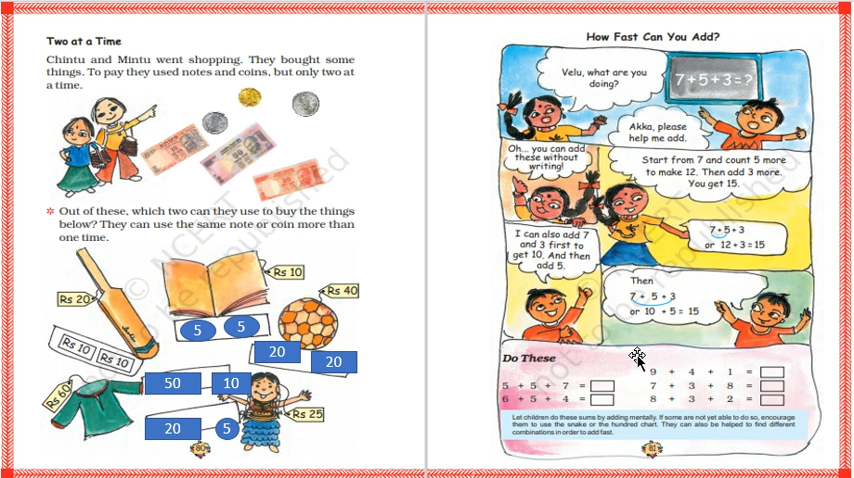 Two at a Time
Chintu and Mintu went shopping. They bought some
things. To pay they used notes and coins, but only two at
a time.
* Out of these, which two can they use to buy the things
below? They can use the same note or coin more than
one time.
Rs 20
Rs 10
Rs 40
5 5
Rs 10 Rs 10
20
20
Rs 60
50 10
Rs 25
20 5
80
How Fast Can You Add?
Velu, what are you
doing?
7+5+3=?
Akka, please
help me add.
Oh... you can add
these without
writing!
Start from 7 and count 5 more
to make 12. Then add 3 more.
You get 15.
7+5+3
or 12+3=15
I can also add 7
and 3 first to
get 10. And then
add 5.
Then
7 + 5 + 3
or 10 + 5 = 15
Do These
9 + 4 + 1 =
5 + 5 + 7 =
7 + 3 + 8 =
6 + 5 + 4 =
8 + 3 + 2 =
Let children do these sums by adding mentally. If some are not yet able to do so, encourage
them to use the snake or the hundred chart. They can also be helped to find different
combinations in order to add fast.
81
© NCERT
not to be republished